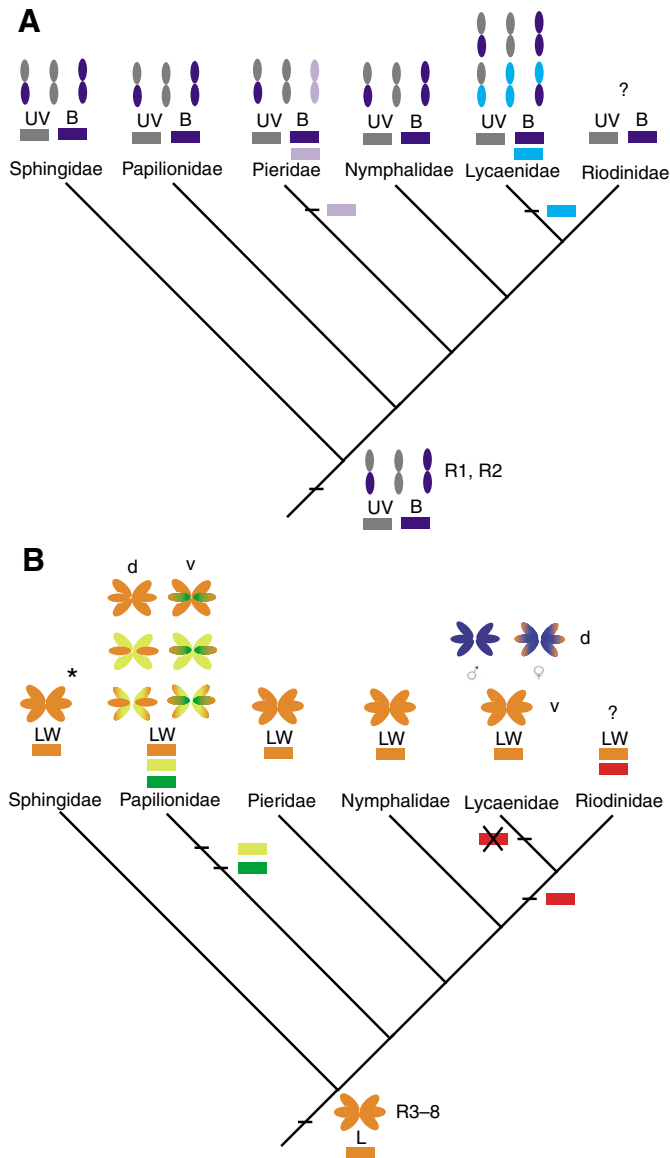 A
?
UV B UV B UV B UV B UV B UV B
Sphingidae Papilionidae Pieridae Nymphalidae Lycaenidae Riodinidae
R1, R2
UV B
B
d v
d
♂ ♀
*
v
?
LW LW LW LW LW LW
Sphingidae Papilionidae Pieridae Nymphalidae Lycaenidae Riodinidae
R3–8
L